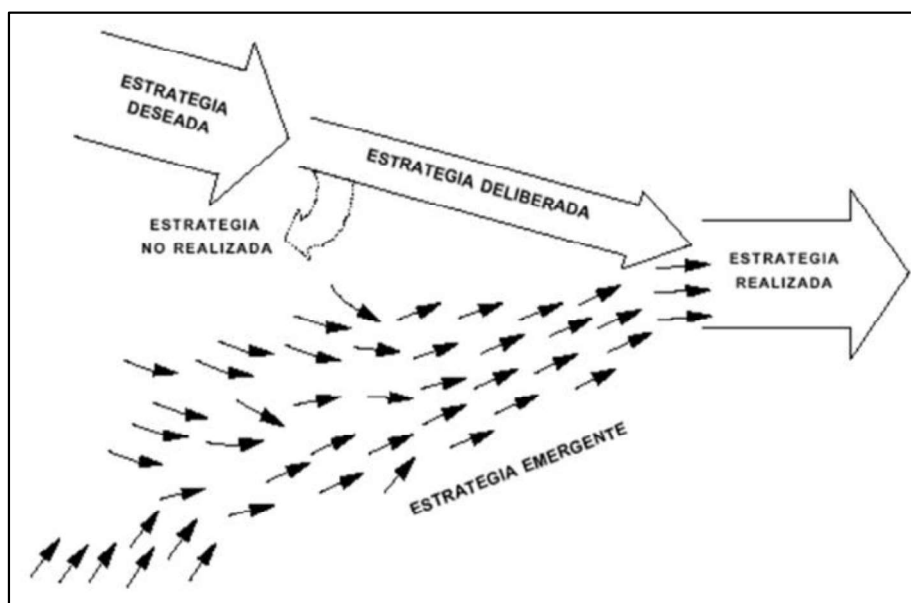 ESTRATEGIA
DESEADA
ESTRATEGIA DELIBERADA
ESTRATEGIA
NO REALIZADA
ESTRATEGIA
REALIZADA
ESTRATEGIA EMERGENTE